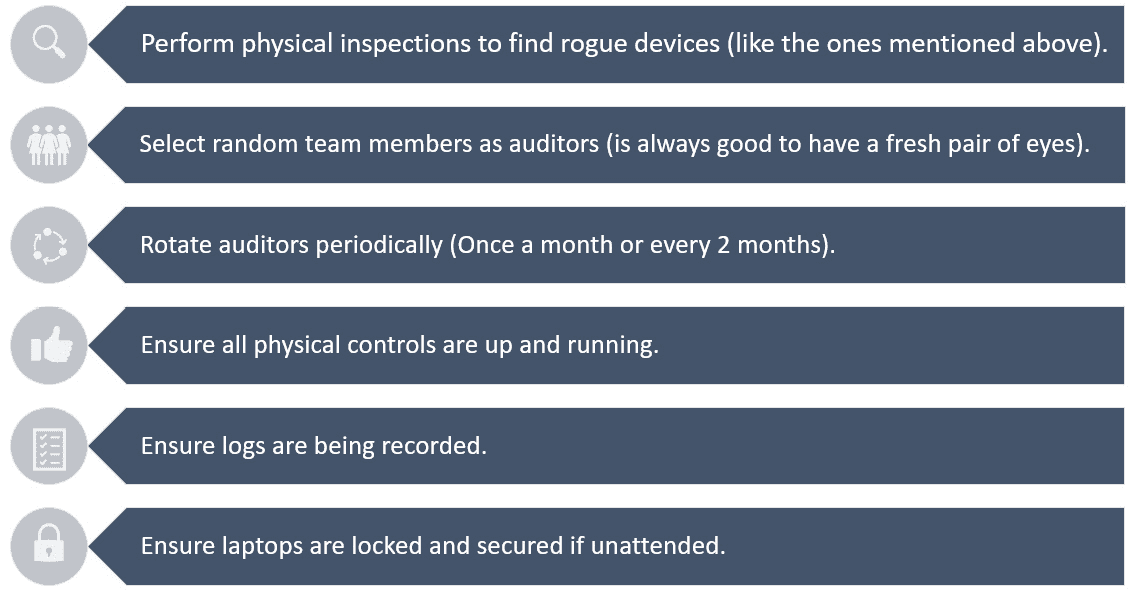 Perform physical inspections to find rogue devices (like the ones mentioned above).
Select random team members as auditors (is always good to have a fresh pair of eyes).
Rotate auditors periodically (Once a month or every 2 months).
Ensure all physical controls are up and running.
Ensure logs are being recorded.
Ensure laptops are locked and secured if unattended.